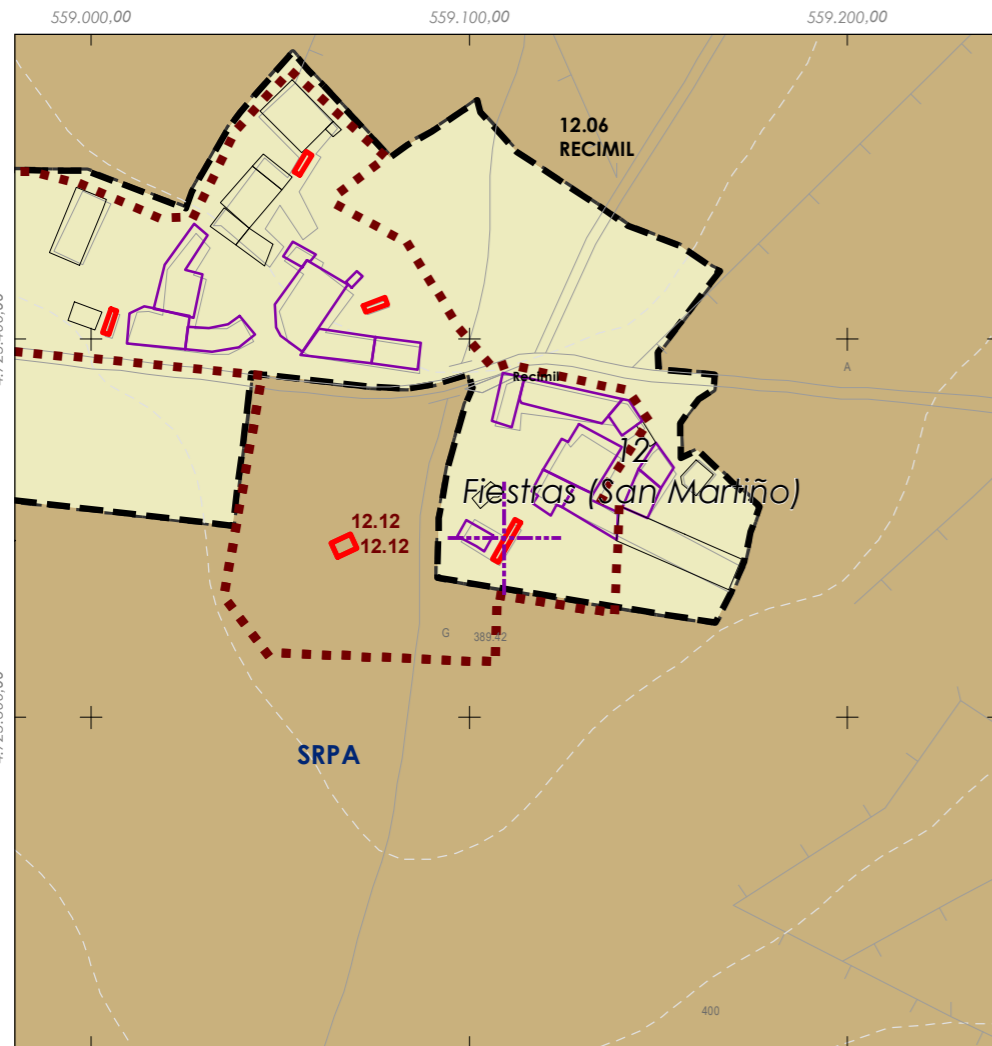 559.000,00
559.100,00
559.200,00
12.06
RECIMIL
A
Recimil
12
Fiestras (San Martiño)
12.12
12.12
G
389.42
SRPA
400